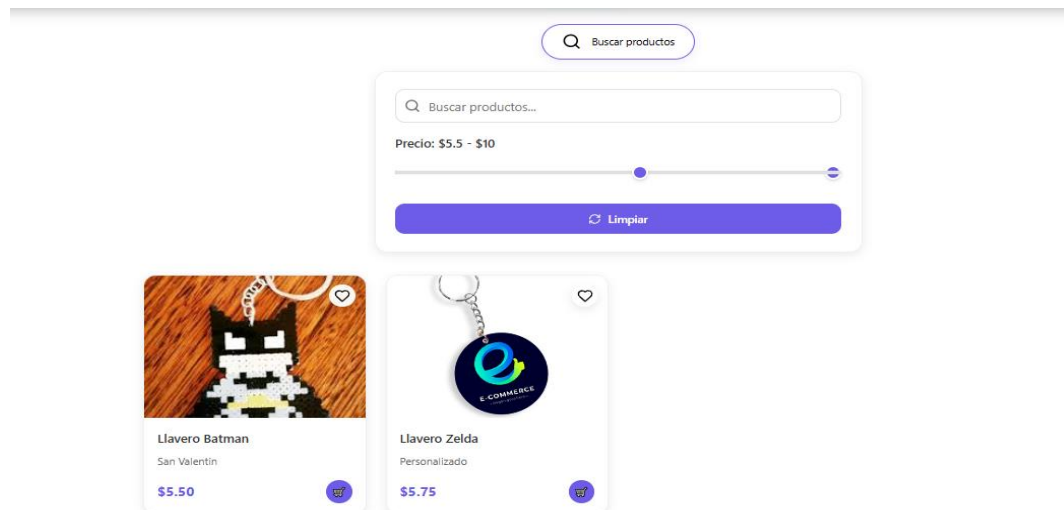 Buscar productos
Buscar productos...
Precio: $5.5 - $10
Limpiar
E-COMMERCE
Llavero Batman
San Valentín
$5.50
Llavero Zelda
Personalizado
$5.75